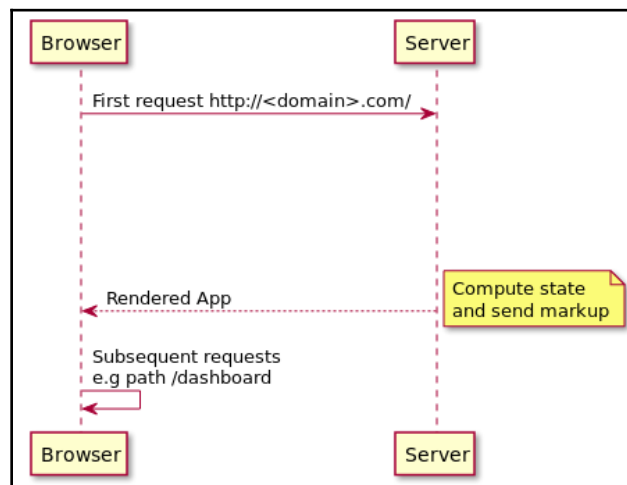 Browser
Server
First request http://<domain>.com/
Rendered App
Compute state
and send markup
Subsequent requests
e.g path /dashboard
Browser
Server